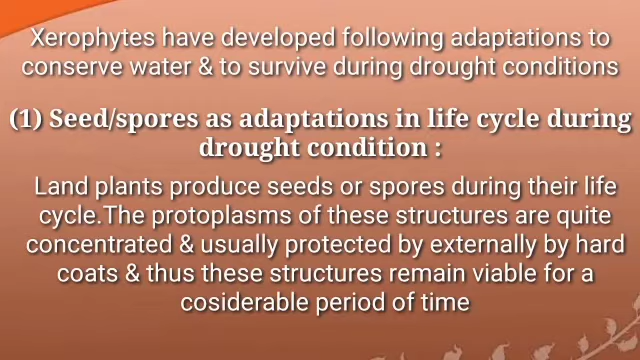 Xerophytes have developed following adaptations to
conserve water & to survive during drought conditions
(1) Seed/spores as adaptations in life cycle during
drought condition :
Land plants produce seeds or spores during their life
cycle.The protoplasms of these structures are quite
concentrated & usually protected by externally by hard
coats & thus these structures remain viable for a
cosiderable period of time